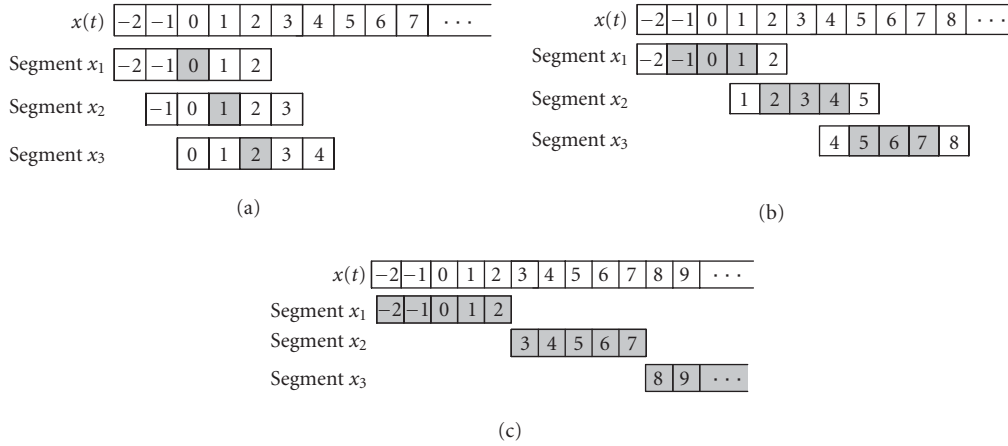 x(t) −2 −1 0 1 2 3 4 5 6 7 · · ·
Segment x1 −2 −1 0 1 2
Segment x2 −1 0 1 2 3
Segment x3 0 1 2 3 4
(a)
x(t) −2 −1 0 1 2 3 4 5 6 7 8 · · ·
Segment x1 −2 −1 0 1 2
Segment x2 1 2 3 4 5
Segment x3 4 5 6 7 8
(b)
x(t) −2 −1 0 1 2 3 4 5 6 7 8 9 · · ·
Segment x1 −2 −1 0 1 2
Segment x2 3 4 5 6 7
Segment x3 8 9 · · ·
(c)